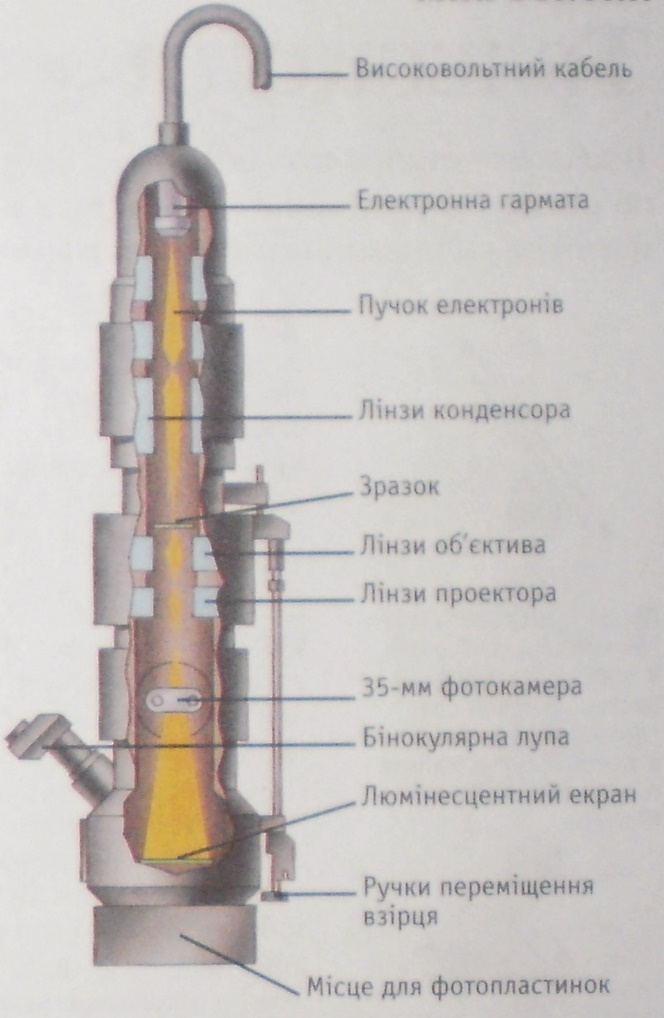 Високовольтний кабель
Електронна гармата
Пучок електронів
Лінзи конденсора
Зразок
Лінзи об'єктива
Лінзи проектора
35-мм фотокамера
Бінокулярна лупа
Люмінесцентний екран
Ручки переміщення
взірця
Місце для фотопластинок